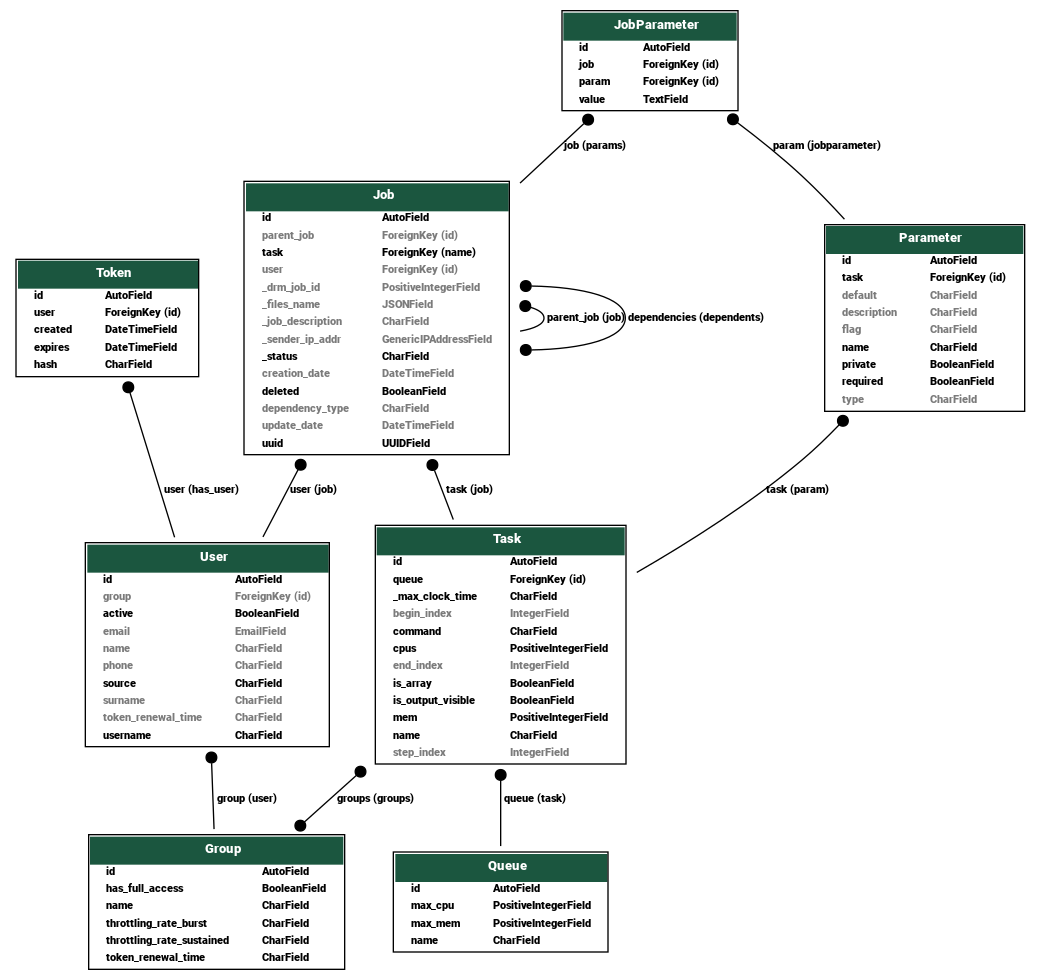 JobParameter
id AutoField
job ForeignKey (id)
param ForeignKey (id)
value TextField
job (params)
param (jobparameter)
Job
id AutoField
parent_job ForeignKey (id)
task ForeignKey (name)
user ForeignKey (id)
_drm_job_id PositiveIntegerField
_files_name JSONField
_job_description CharField
_sender_ip_addr GenericIPAddressField
_status CharField
creation_date DateTimeField
deleted BooleanField
dependency_type CharField
update_date DateTimeField
uuid UUIDField
parent_job (job)
dependencies (dependents)
Parameter
id AutoField
task ForeignKey (id)
default CharField
description CharField
flag CharField
name CharField
private BooleanField
required BooleanField
type CharField
Token
id AutoField
user ForeignKey (id)
created DateTimeField
expires DateTimeField
hash CharField
user (has_user)
user (job)
task (job)
task (param)
User
id AutoField
group ForeignKey (id)
active BooleanField
email EmailField
name CharField
phone CharField
source CharField
surname CharField
token_renewal_time CharField
username CharField
Task
id AutoField
queue ForeignKey (id)
_max_clock_time CharField
begin_index IntegerField
command CharField
cpus PositiveIntegerField
end_index IntegerField
is_array BooleanField
is_output_visible BooleanField
mem PositiveIntegerField
name CharField
step_index IntegerField
group (user)
groups (groups)
queue (task)
Group
id AutoField
has_full_access BooleanField
name CharField
throttling_rate_burst CharField
throttling_rate_sustained CharField
token_renewal_time CharField
Queue
id AutoField
max_cpu PositiveIntegerField
max_mem PositiveIntegerField
name CharField